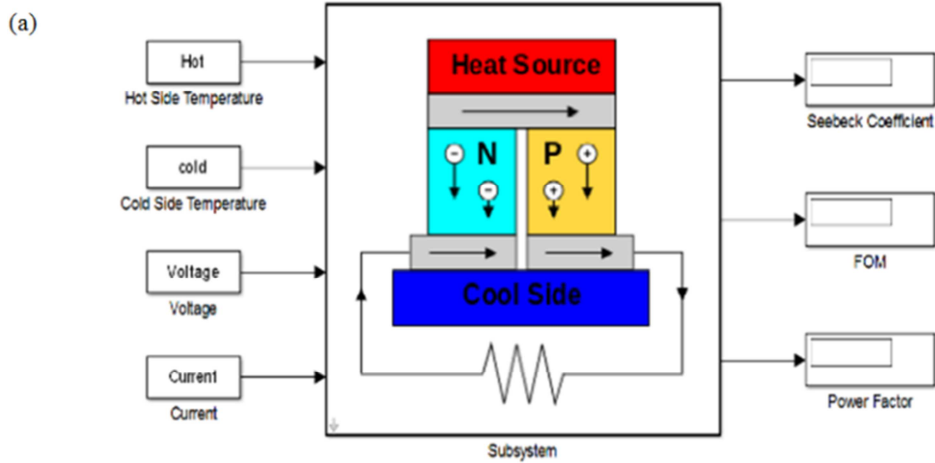 (a)
Hot
Hot Side Temperature
cold
Cold Side Temperature
Voltage
Voltage
Current
Current
Heat Source
N
P
Cool Side
Subsystem
Seebeck Coefficient
FOM
Power Factor